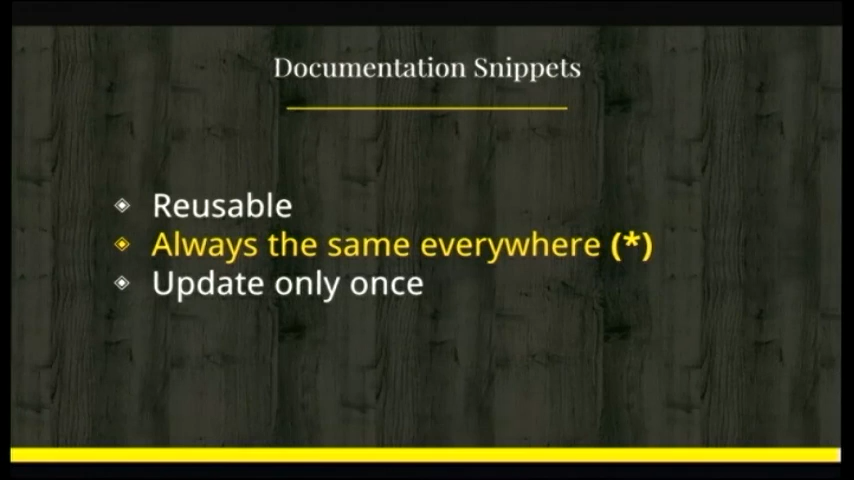 Documentation Snippets
Reusable
Always the same everywhere (*)
Update only once